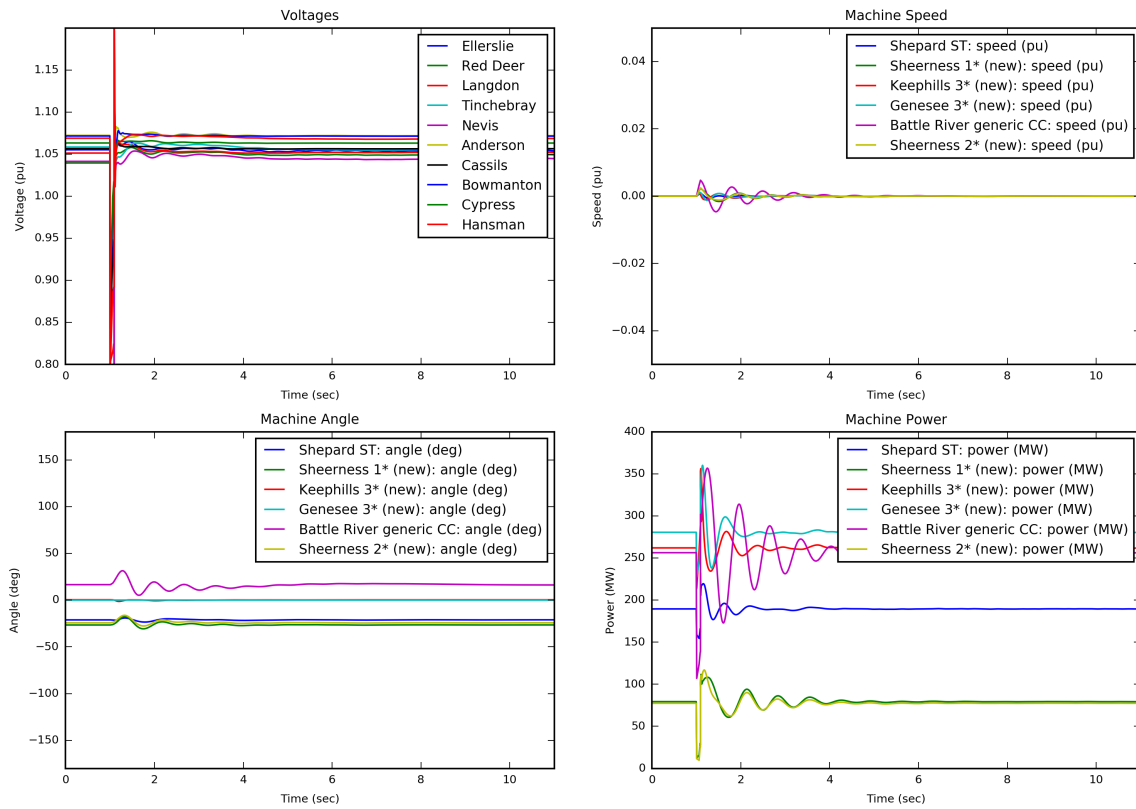 Voltages
Voltage (pu)
1.15
1.10
1.05
1.00
0.95
0.90
0.85
0.80
0 2 4 6 8 10
Time (sec)
Ellerslie
Red Deer
Langdon
Tinchebray
Nevis
Anderson
Cassils
Bowmanton
Cypress
Hansman
Machine Speed
Speed (pu)
0.04
0.02
0.00
−0.02
−0.04
0 2 4 6 8 10
Time (sec)
Shepard ST: speed (pu)
Sheerness 1* (new): speed (pu)
Keephills 3* (new): speed (pu)
Genesee 3* (new): speed (pu)
Battle River generic CC: speed (pu)
Sheerness 2* (new): speed (pu)
Machine Angle
Angle (deg)
150
100
50
0
−50
−100
−150
0 2 4 6 8 10
Time (sec)
Shepard ST: angle (deg)
Sheerness 1* (new): angle (deg)
Keephills 3* (new): angle (deg)
Genesee 3* (new): angle (deg)
Battle River generic CC: angle (deg)
Sheerness 2* (new): angle (deg)
Machine Power
Power (MW)
400
350
300
250
200
150
100
50
0
0 2 4 6 8 10
Time (sec)
Shepard ST: power (MW)
Sheerness 1* (new): power (MW)
Keephills 3* (new): power (MW)
Genesee 3* (new): power (MW)
Battle River generic CC: power (MW)
Sheerness 2* (new): power (MW)